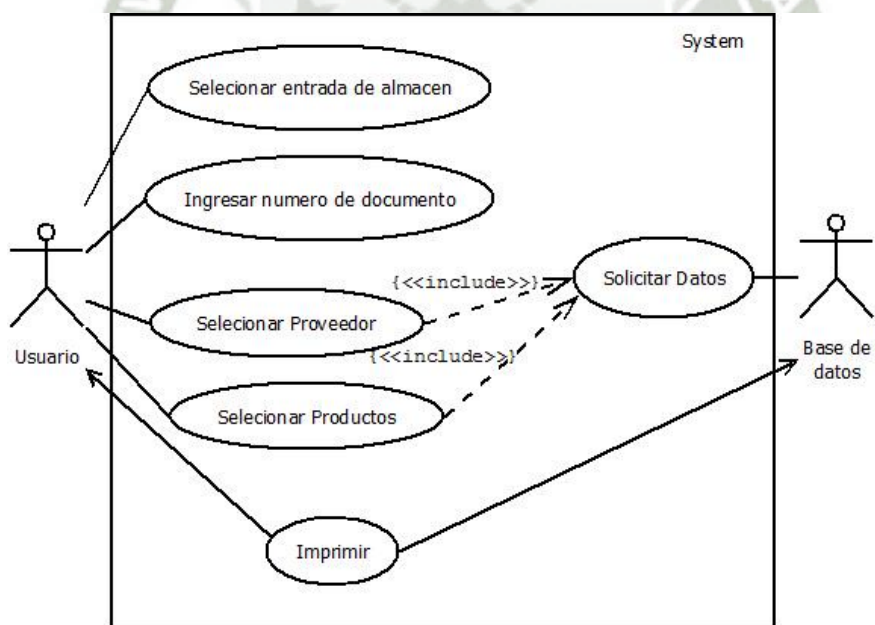 System
Selecionar entrada de almacen
Ingresar numero de documento
{<<include>>}
Solicitar Datos
Selecionar Proveedor
Usuario
{<<include>>}
Base de
datos
Selecionar Productos
Imprimir